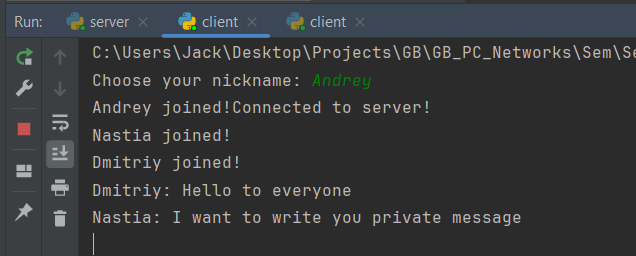 Run: server client client
C:\Users\Jack\Desktop\Projects\GB\GB_PC_Networks\Sem\Se
Choose your nickname: Andrey
Andrey joined!Connected to server!
Nastia joined!
Dmitriy joined!
Dmitriy: Hello to everyone
Nastia: I want to write you private message